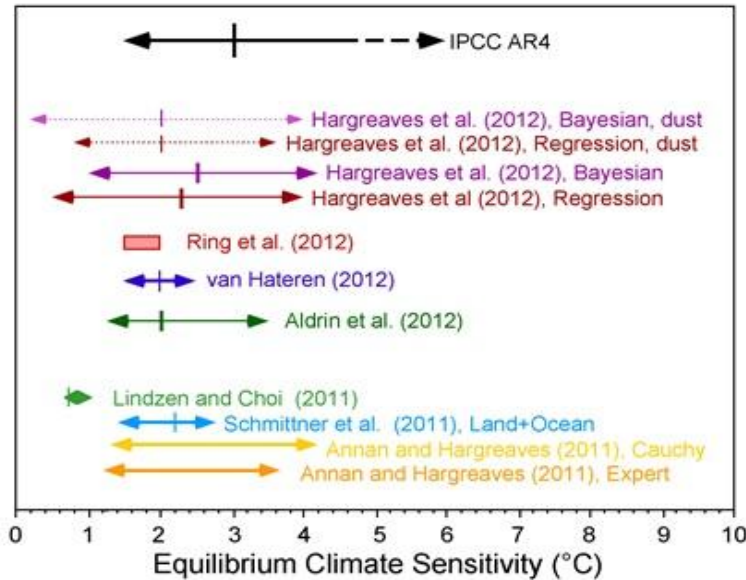 IPCC AR4
Hargreaves et al. (2012), Bayesian, dust
Hargreaves et al. (2012), Regression, dust
Hargreaves et al. (2012), Bayesian
Hargreaves et al (2012), Regression
Ring et al. (2012)
van Hateren (2012)
Aldrin et al. (2012)
Lindzen and Choi (2011)
Schmittner et al. (2011), Land+Ocean
Annan and Hargreaves (2011), Cauchy
Annan and Hargreaves (2011), Expert
0 1 2 3 4 5 6 7 8 9 10
Equilibrium Climate Sensitivity (°C)